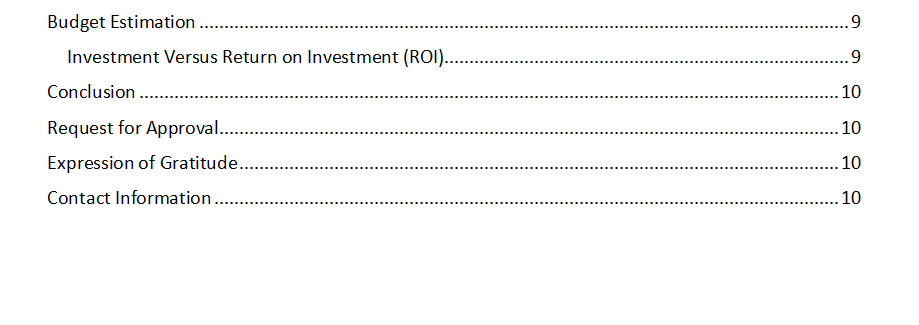 Budget Estimation ........................................................................................................................................ 9
Investment Versus Return on Investment (ROI)..................................................................................... 9
Conclusion .................................................................................................................................................. 10
Request for Approval.................................................................................................................................. 10
Expression of Gratitude.............................................................................................................................. 10
Contact Information ................................................................................................................................... 10